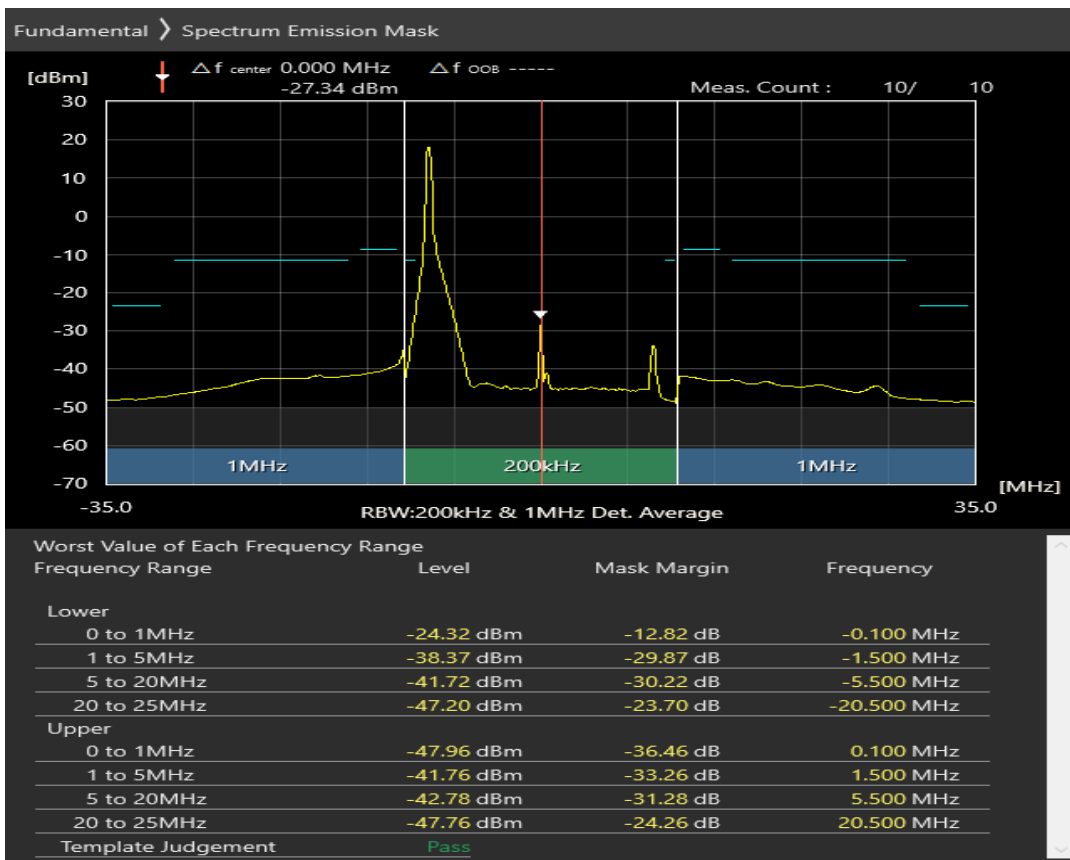 Fundamental ❭ Spectrum Emission Mask
[dBm] △f center 0.000 MHz △f OOB -----
-27.34 dBm Meas. Count : 10/ 10
30
20
10
0
-10
-20
-30
-40
-50
-60
-70
1MHz 200kHz 1MHz
[MHz]
-35.0 RBW:200kHz & 1MHz Det. Average 35.0
Worst Value of Each Frequency Range
Frequency Range Level Mask Margin Frequency
Lower
0 to 1MHz -24.32 dBm -12.82 dB -0.100 MHz
1 to 5MHz -38.37 dBm -29.87 dB -1.500 MHz
5 to 20MHz -41.72 dBm -30.22 dB -5.500 MHz
20 to 25MHz -47.20 dBm -23.70 dB -20.500 MHz
Upper
0 to 1MHz -47.96 dBm -36.46 dB 0.100 MHz
1 to 5MHz -41.76 dBm -33.26 dB 1.500 MHz
5 to 20MHz -42.78 dBm -31.28 dB 5.500 MHz
20 to 25MHz -47.76 dBm -24.26 dB 20.500 MHz
Template Judgement Pass